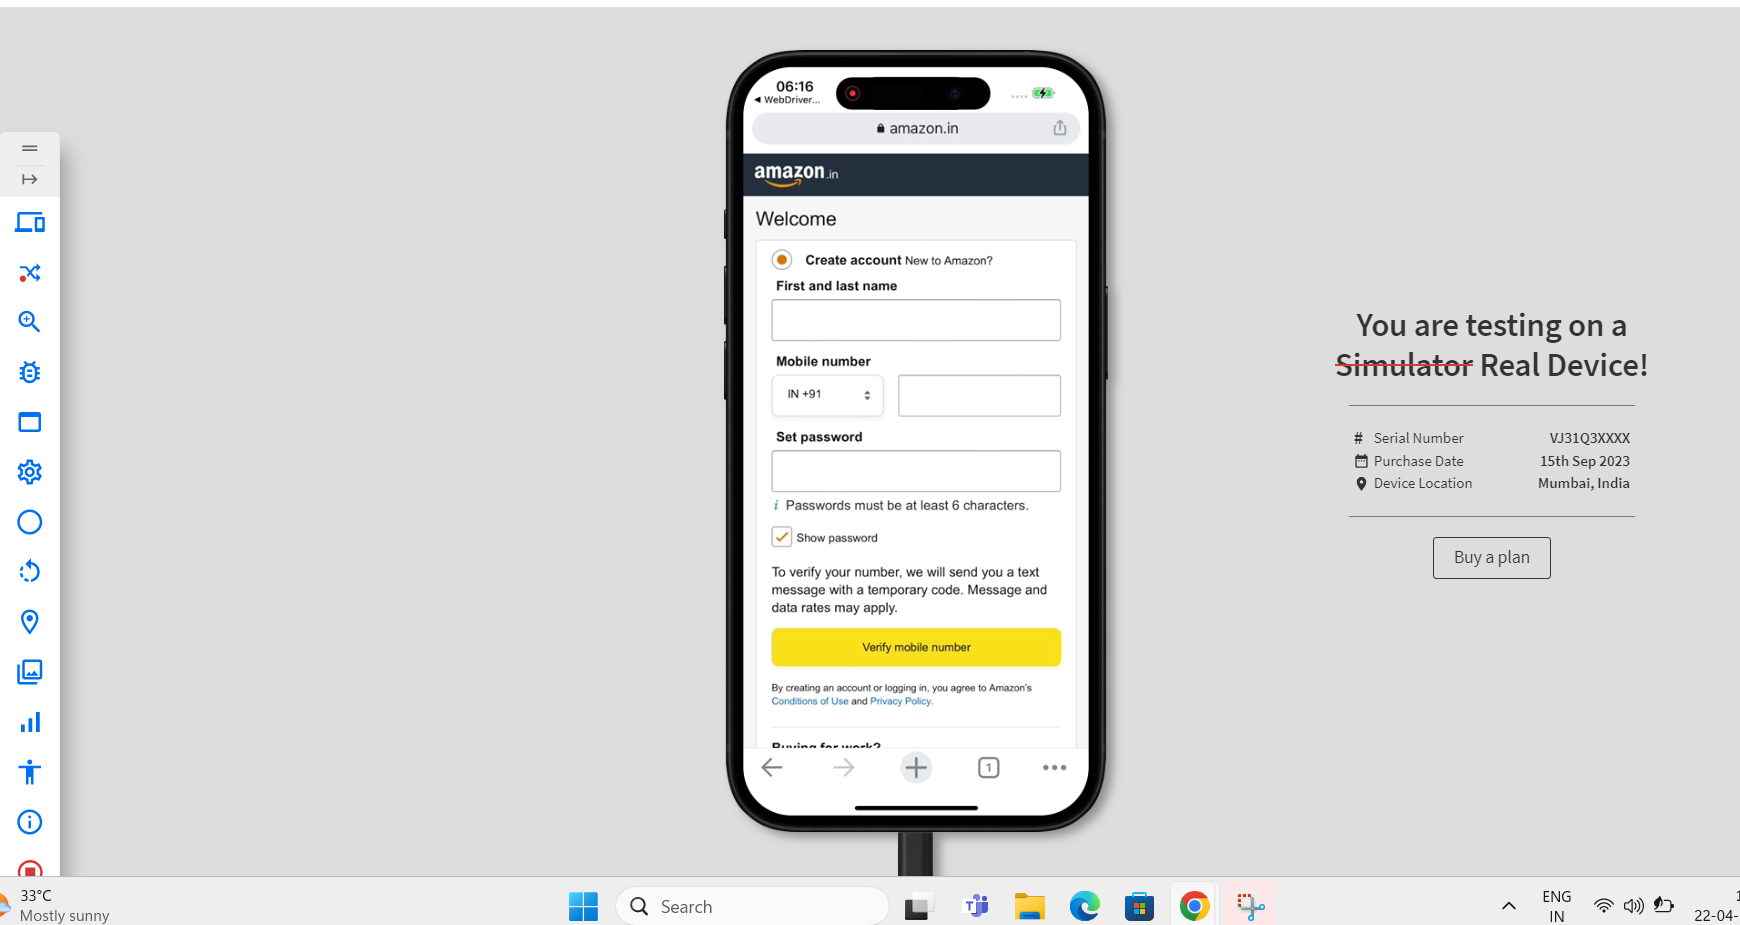 06:16
WebDriver...
amazon.in
amazon.in
Welcome
Create account New to Amazon?
First and last name
Mobile number
IN +91
Set password
i Passwords must be at least 6 characters.
Show password
To verify your number, we will send you a text
message with a temporary code. Message and
data rates may apply.
Verify mobile number
By creating an account or logging in, you agree to Amazon's
Conditions of Use and Privacy Policy.
Buying for work?
1
You are testing on a
Simulator Real Device!
# Serial Number VJ31Q3XXXX
Purchase Date 15th Sep 2023
Device Location Mumbai, India
Buy a plan
33°C
Mostly sunny
Search
ENG
IN
22-04-